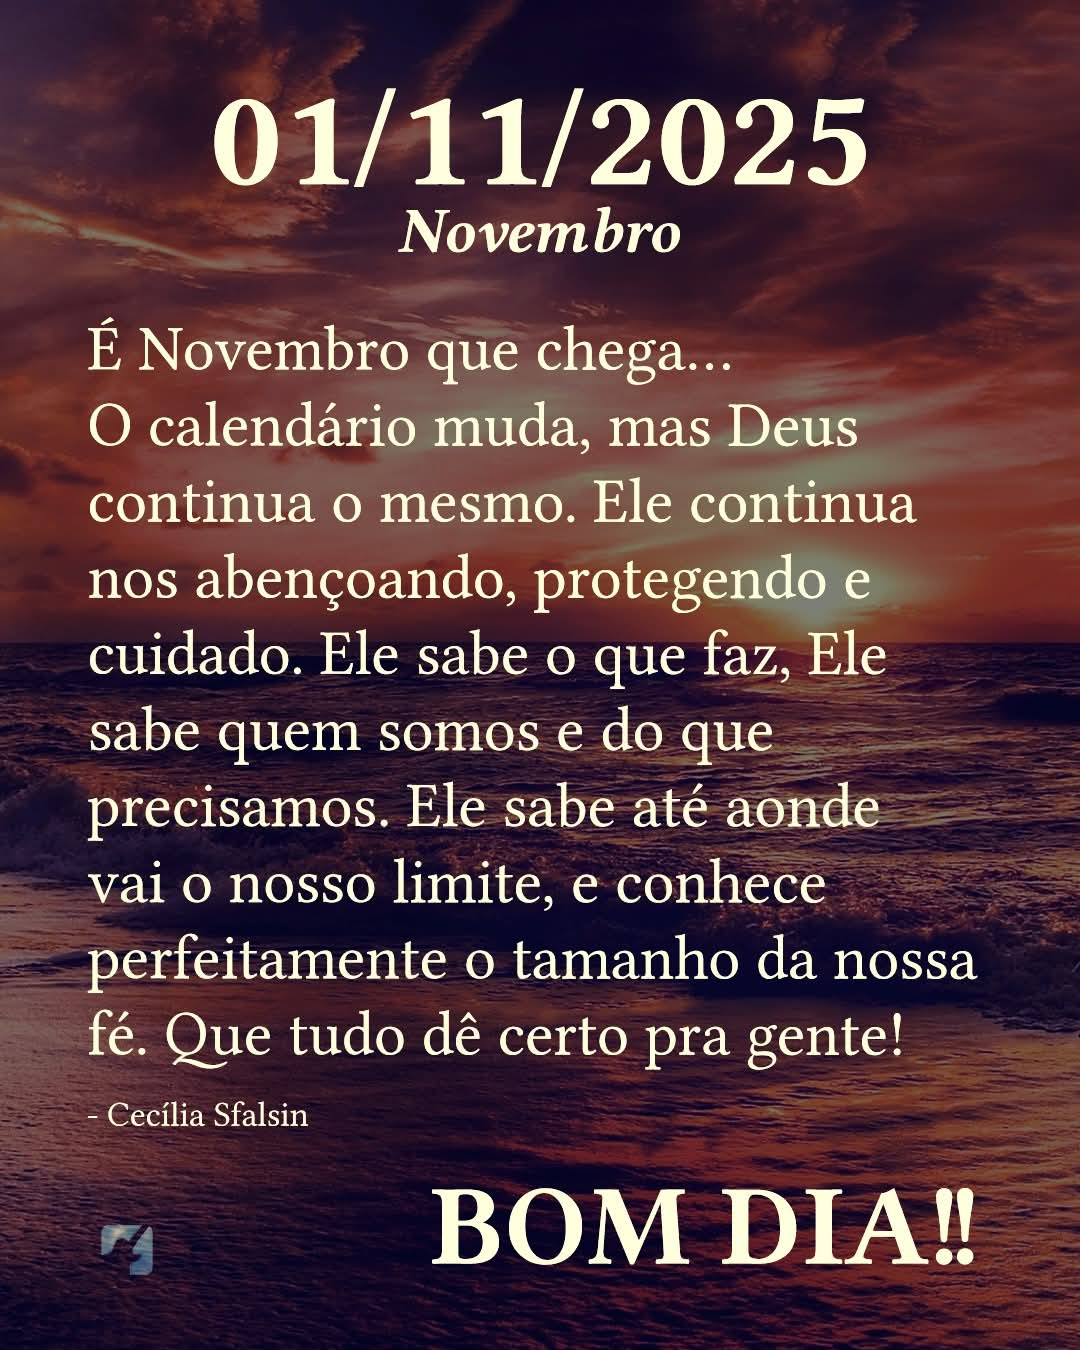 01/11/2025
Novembro
É Novembro que chega...
O calendário muda, mas Deus
continua o mesmo. Ele continua
nos abençoando, protegendo e
cuidado. Ele sabe o que faz, Ele
sabe quem somos e do que
precisamos. Ele sabe até aonde
vai o nosso limite, e conhece
perfeitamente o tamanho da nossa
fé. Que tudo dê certo pra gente!
- Cecília Sfalsin
BOM DIA!!